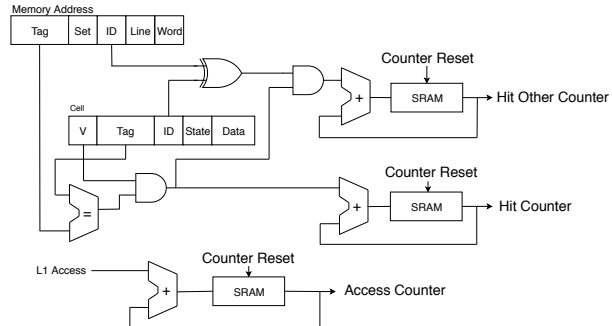 Memory Address
Tag Set ID Line Word
Counter Reset
+ SRAM Hit Other Counter
Cell
V Tag ID State Data
Counter Reset
= + SRAM Hit Counter
Counter Reset
L1 Access + SRAM Access Counter